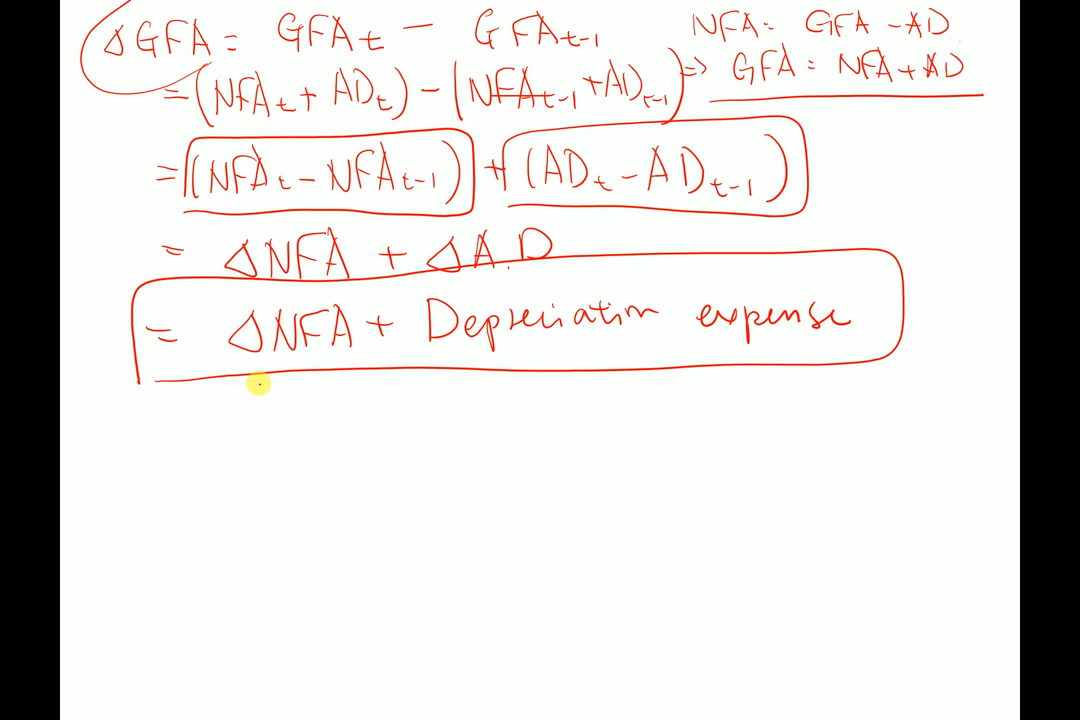 ΔGFA = GFAt − GFAt-1
NFA = GFA − AD
⇒ GFA = NFA + AD
= (NFAt + ADt) − (NFAt-1 + ADt-1)
= (NFAt − NFAt-1) + (ADt − ADt-1)
= ΔNFA + ΔA.D
= ΔNFA + Depreciation expense